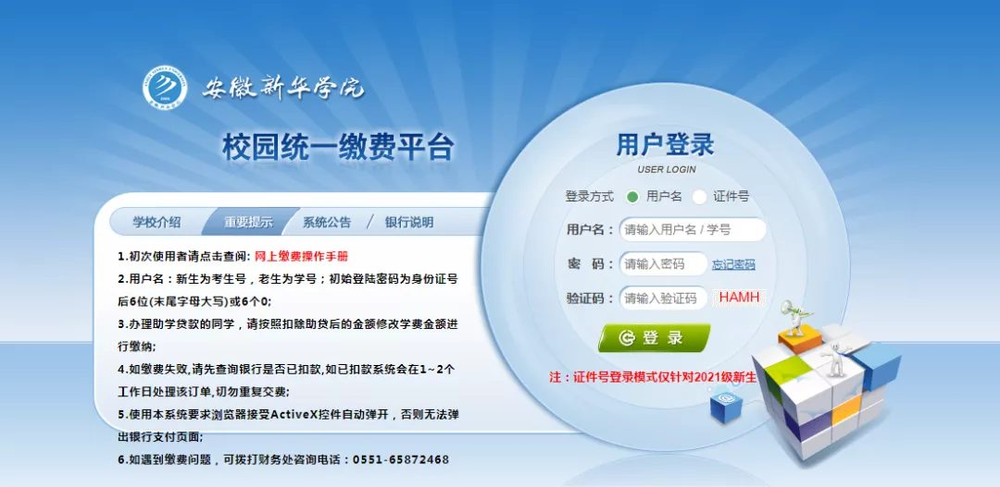 安徽新华学院
校园统一缴费平台
学校介绍 重要提示 系统公告 / 银行说明
1.初次使用者请点击查阅: 网上缴费操作手册
2.用户名：新生为考生号，老生为学号；初始登陆密码为身份证号
后6位(末尾字母大写)或6个0;
3.办理助学贷款的同学，请按照扣除助贷后的金额修改学费金额进
行缴纳;
4.如缴费失败,请先查询银行是否已扣款,如已扣款系统会在1~2个
工作日处理该订单,切勿重复交费;
5.使用本系统要求浏览器接受ActiveX控件自动弹开，否则无法弹
出银行支付页面;
6.如遇到缴费问题，可拨打财务处咨询电话：0551-65872468
用户登录
USER LOGIN
登录方式 用户名 证件号
用户名： 请输入用户名 / 学号
密 码： 请输入密码 忘记密码
验证码： 请输入验证码 HAMH
登 录
注：证件号登录模式仅针对2021级新生